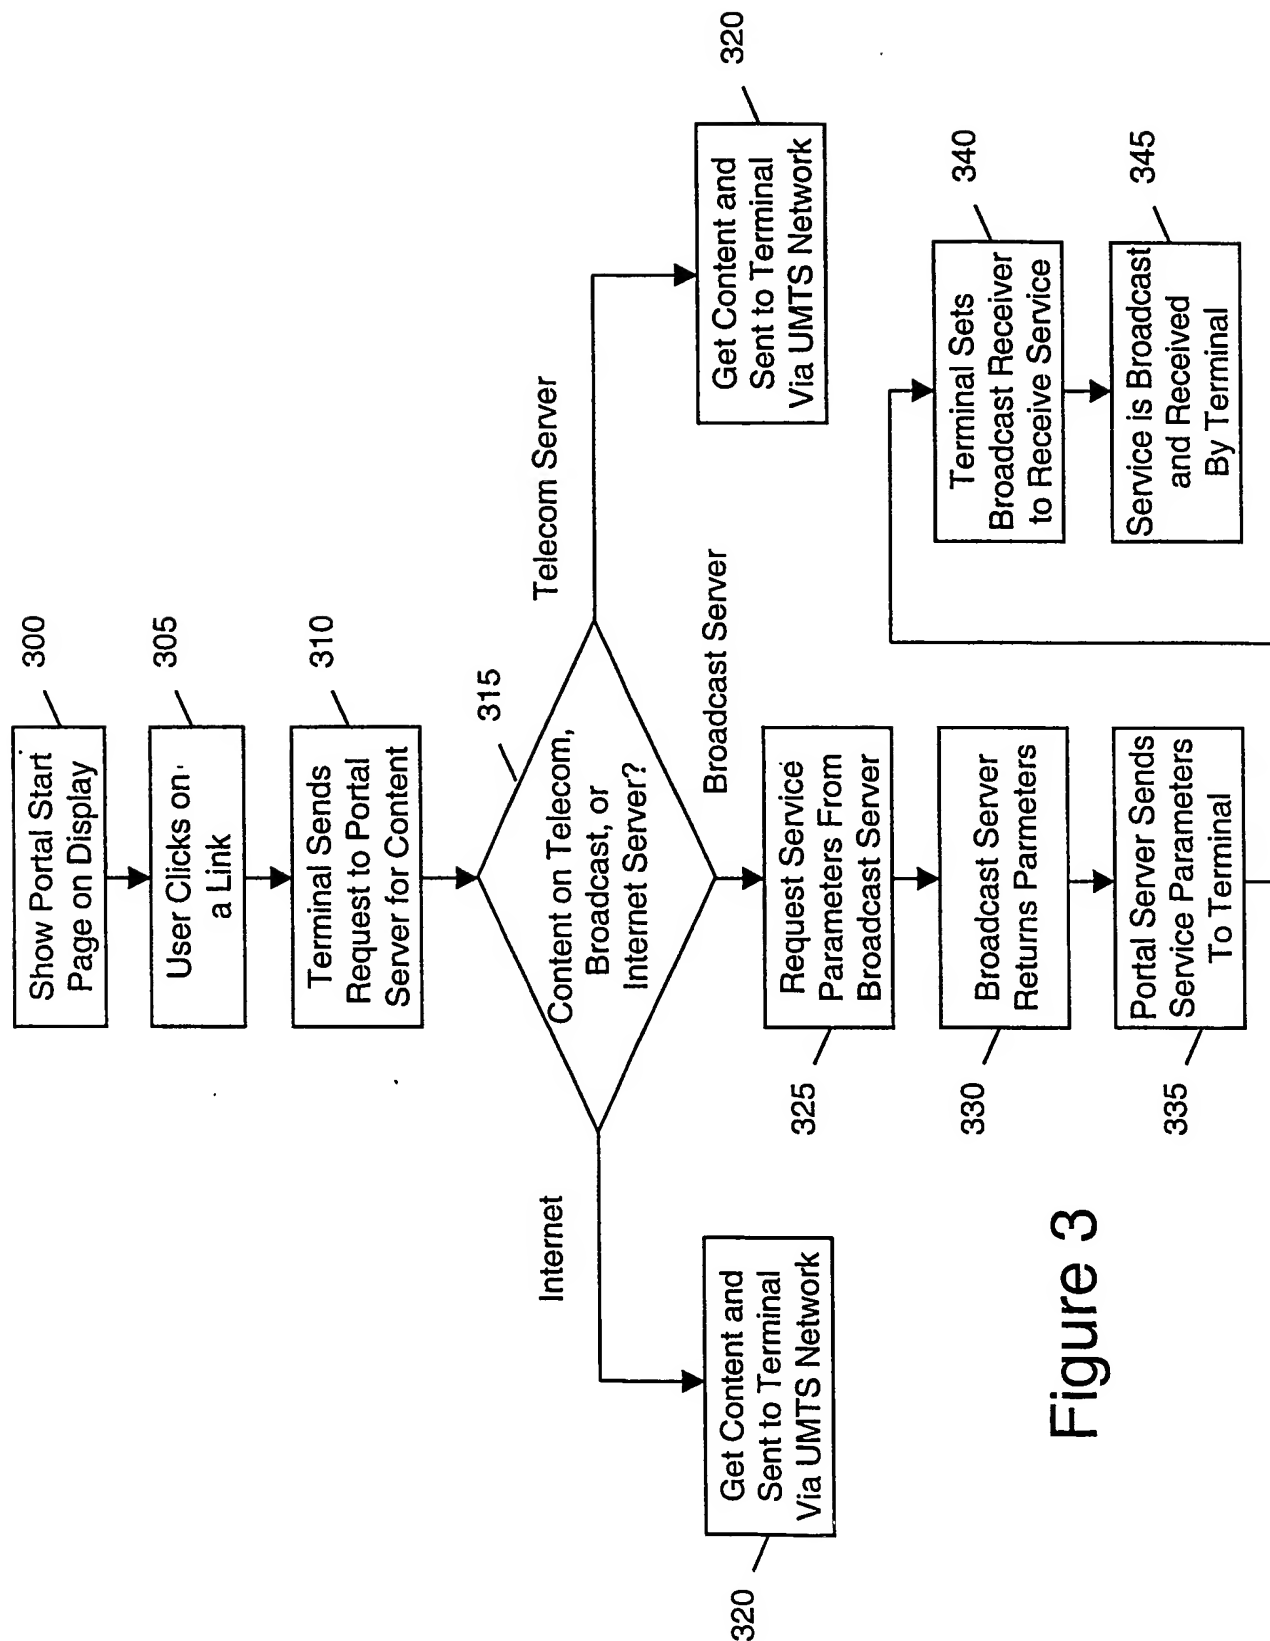 300
Show Portal Start
Page on Display
305
User Clicks on
a Link
310
Terminal Sends
Request to Portal
Server for Content
315
Content on Telecom,
Broadcast, or
Internet Server?
Internet
Telecom Server
Broadcast Server
Get Content and
Sent to Terminal
Via UMTS Network
320
Get Content and
Sent to Terminal
Via UMTS Network
320
Request Service
Parameters From
Broadcast Server
325
Broadcast Server
Returns Parmeters
330
Portal Server Sends
Service Parameters
To Terminal
335
Terminal Sets
Broadcast Receiver
to Receive Service
340
Service is Broadcast
and Received
By Terminal
345
Figure 3